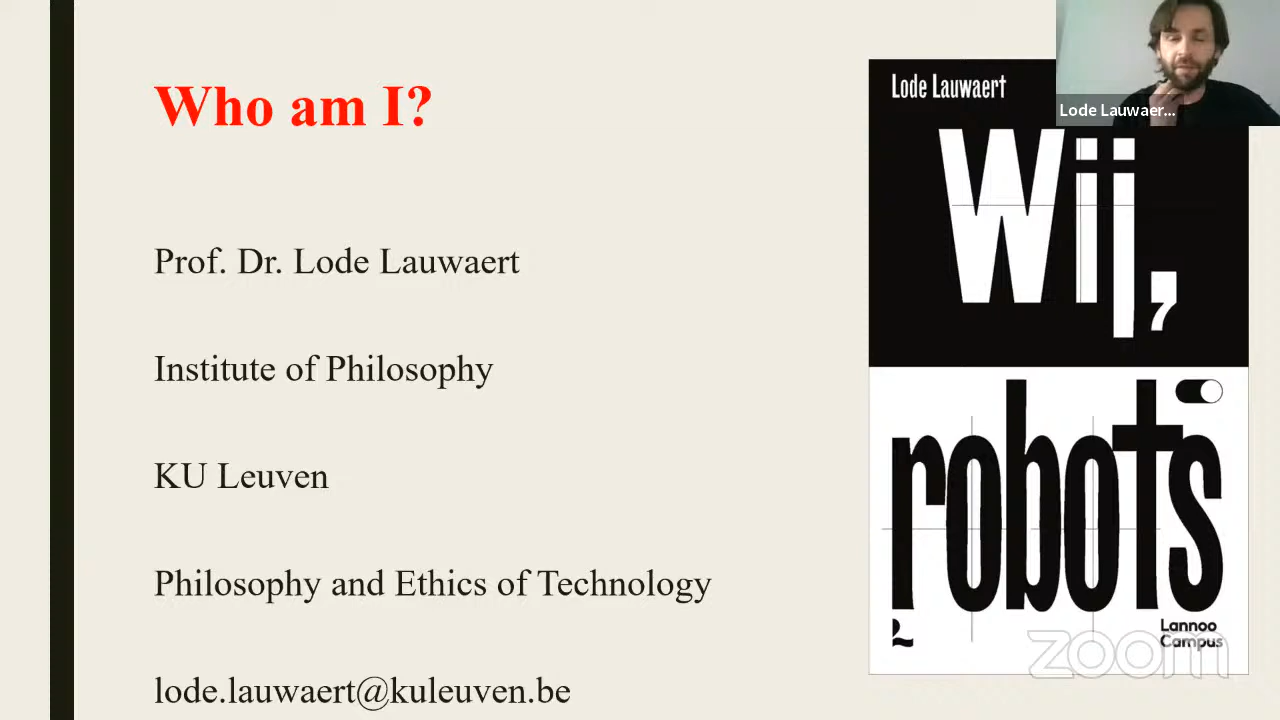 Who am I?
Prof. Dr. Lode Lauwaert
Institute of Philosophy
KU Leuven
Philosophy and Ethics of Technology
lode.lauwaert@kuleuven.be
Lode Lauwaert
Wij,
robots
Lannoo
Campus
Lode Lauwaer...
zoom